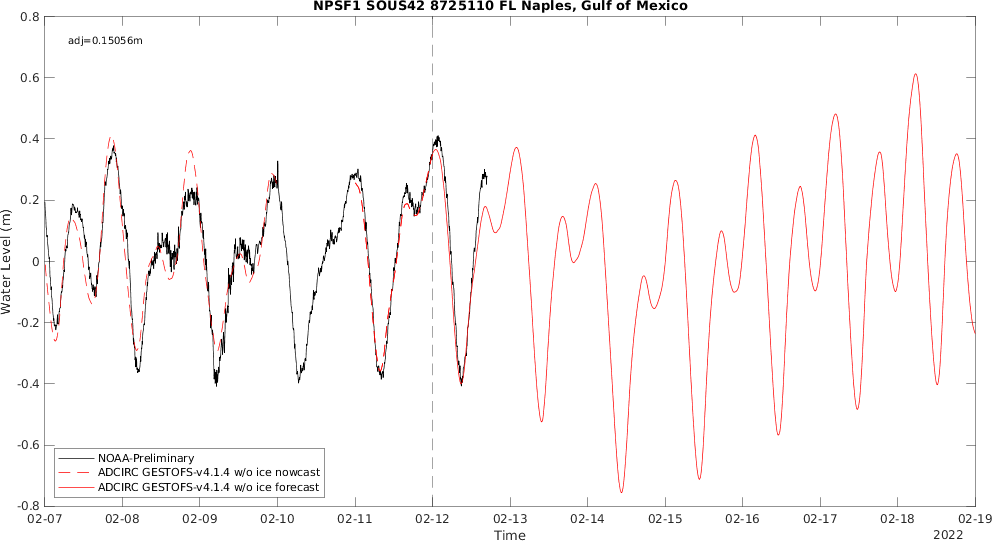 NPSF1 SOUS42 8725110 FL Naples, Gulf of Mexico
adj=0.15056m
0.8
0.6
0.4
0.2
0
-0.2
-0.4
-0.6
-0.8
Water Level (m)
NOAA-Preliminary
ADCIRC GESTOFS-v4.1.4 w/o ice nowcast
ADCIRC GESTOFS-v4.1.4 w/o ice forecast
02-07 02-08 02-09 02-10 02-11 02-12 02-13 02-14 02-15 02-16 02-17 02-18 02-19
Time
2022